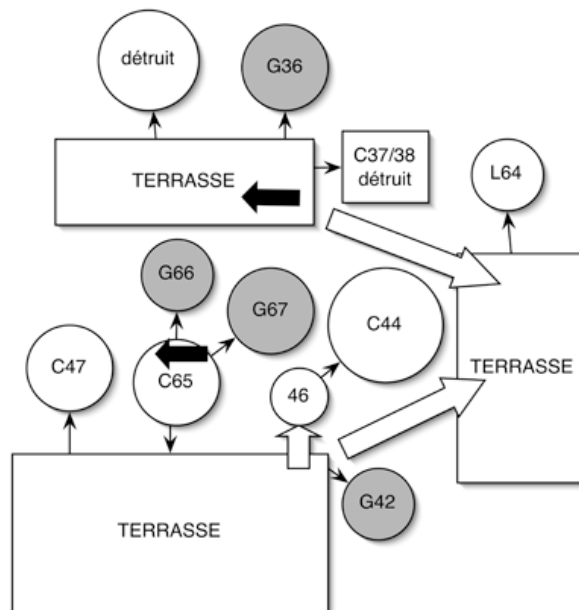 détruit
G36
TERRASSE
C37/38
détruit
L64
G66
G67
C44
C47
C65
46
TERRASSE
G42
TERRASSE